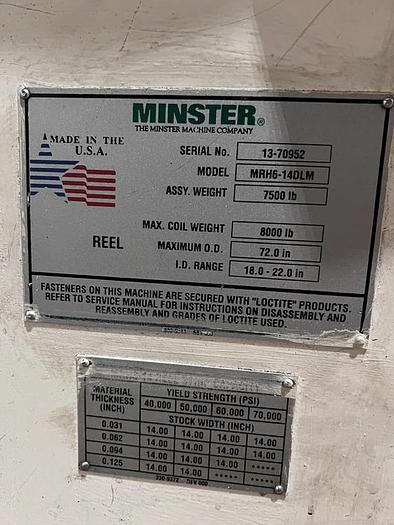 MINSTER®
THE MINSTER MACHINE COMPANY
MADE IN THE
U.S.A.
SERIAL No. 13-70952
MODEL MRH6-14DLM
ASSY. WEIGHT 7500 lb
REEL
MAX. COIL WEIGHT 8000 lb
MAXIMUM O.D. 72.0 in
I.D. RANGE 18.0 - 22.0 in
FASTENERS ON THIS MACHINE ARE SECURED WITH "LOCTITE" PRODUCTS.
REFER TO SERVICE MANUAL FOR INSTRUCTIONS ON DISASSEMBLY AND
REASSEMBLY AND GRADES OF LOCTITE USED.
MATERIAL THICKNESS (INCH)
YIELD STRENGTH (PSI)
40,000 50,000 60,000 70,000
STOCK WIDTH (INCH)
0.031 14.00 14.00 14.00 14.00
0.062 14.00 14.00 14.00 14.00
0.094 14.00 14.00 14.00 *****
0.125 14.00 14.00 ***** *****